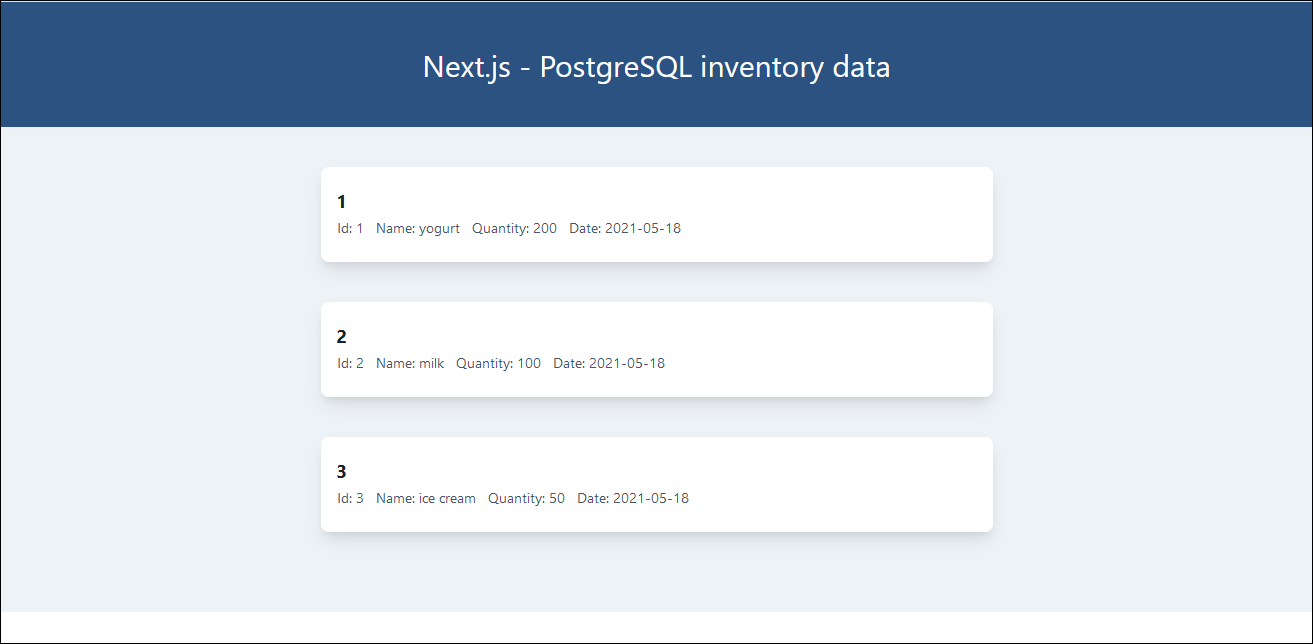 Next.js - PostgreSQL inventory data
1
Id: 1 Name: yogurt Quantity: 200 Date: 2021-05-18
2
Id: 2 Name: milk Quantity: 100 Date: 2021-05-18
3
Id: 3 Name: ice cream Quantity: 50 Date: 2021-05-18